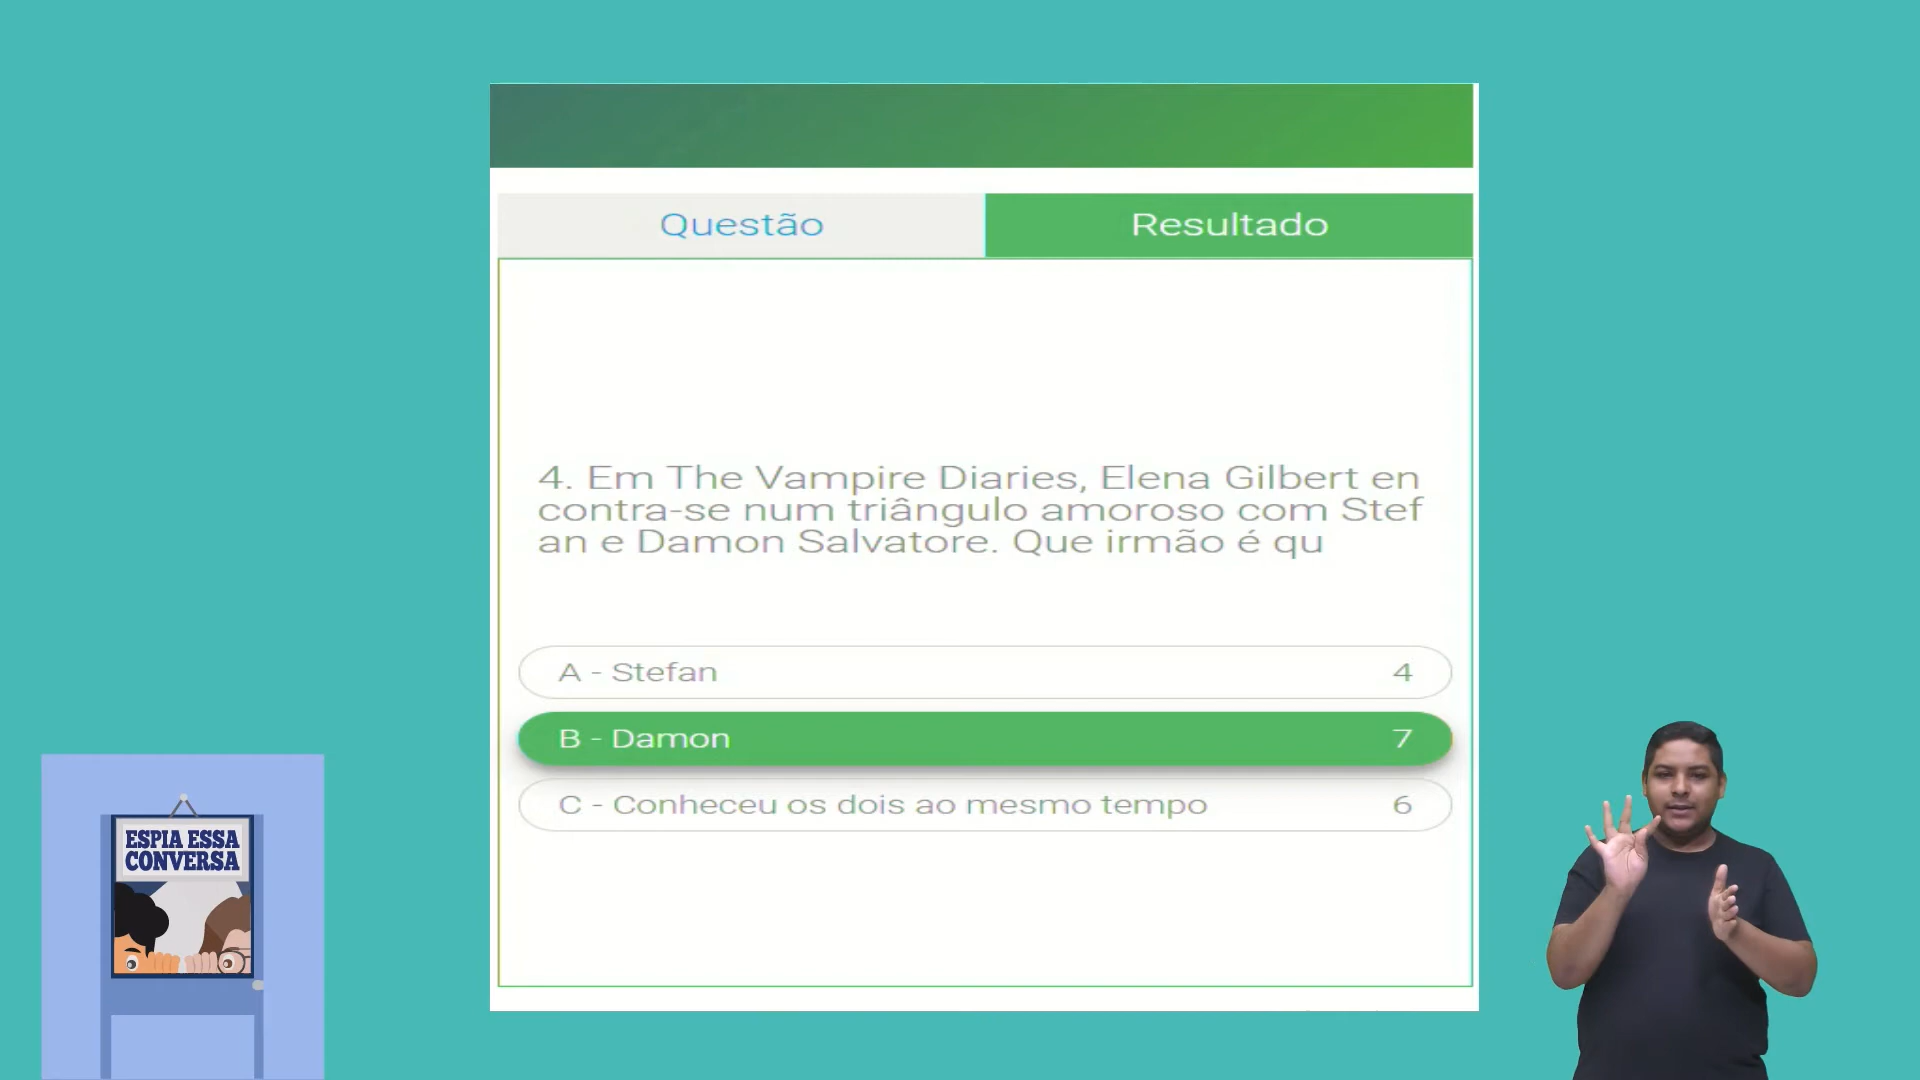 Questão
Resultado
4. Em The Vampire Diaries, Elena Gilbert en
contra-se num triângulo amoroso com Stef
an e Damon Salvatore. Que irmão é qu
A - Stefan 4
B - Damon 7
C - Conheceu os dois ao mesmo tempo 6
ESPIA ESSA
CONVERSA